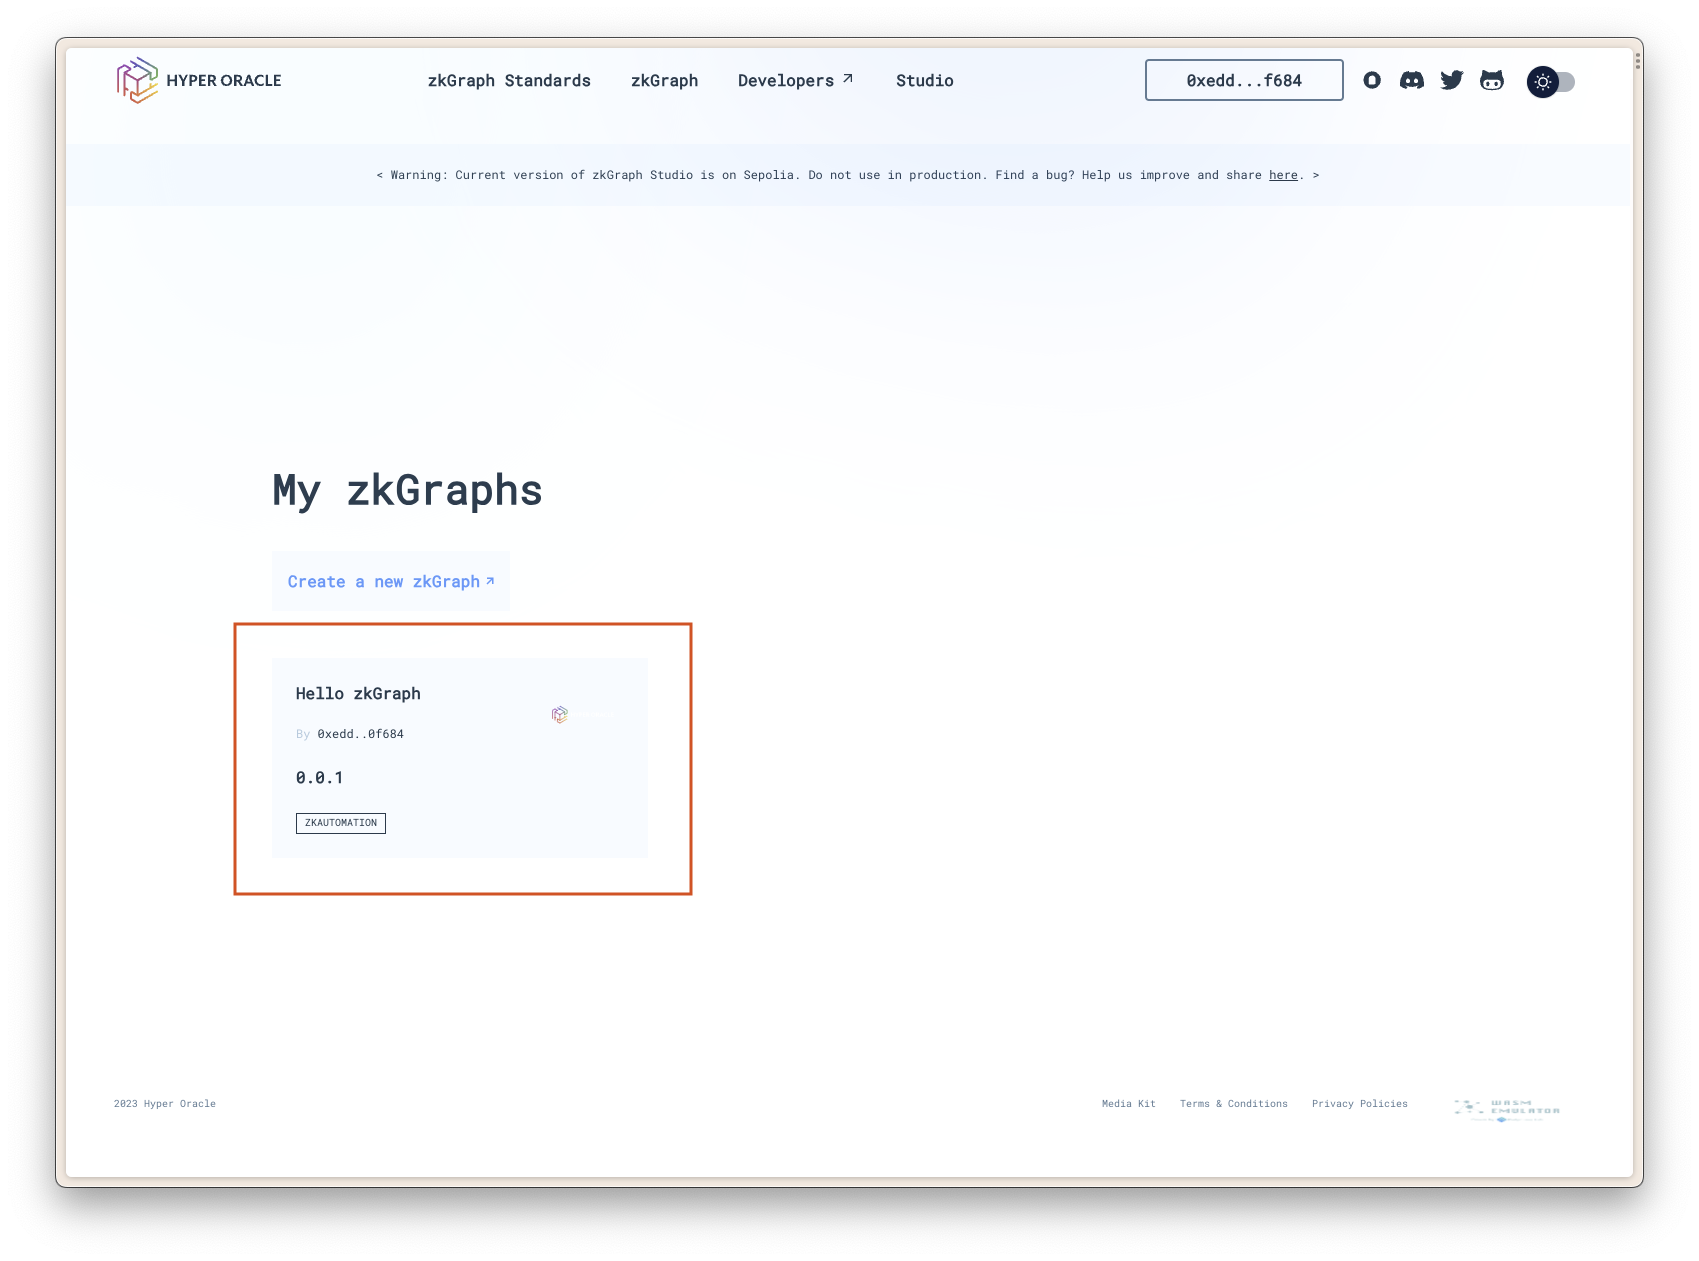 HYPER ORACLE
zkGraph Standards
zkGraph
Developers ↗
Studio
0xedd...f684
< Warning: Current version of zkGraph Studio is on Sepolia. Do not use in production. Find a bug? Help us improve and share here. >
My zkGraphs
Create a new zkGraph ↗
Hello zkGraph
By 0xedd..0f684
0.0.1
ZKAUTOMATION
2023 Hyper Oracle
Media Kit
Terms & Conditions
Privacy Policies
WASM
EMULATOR